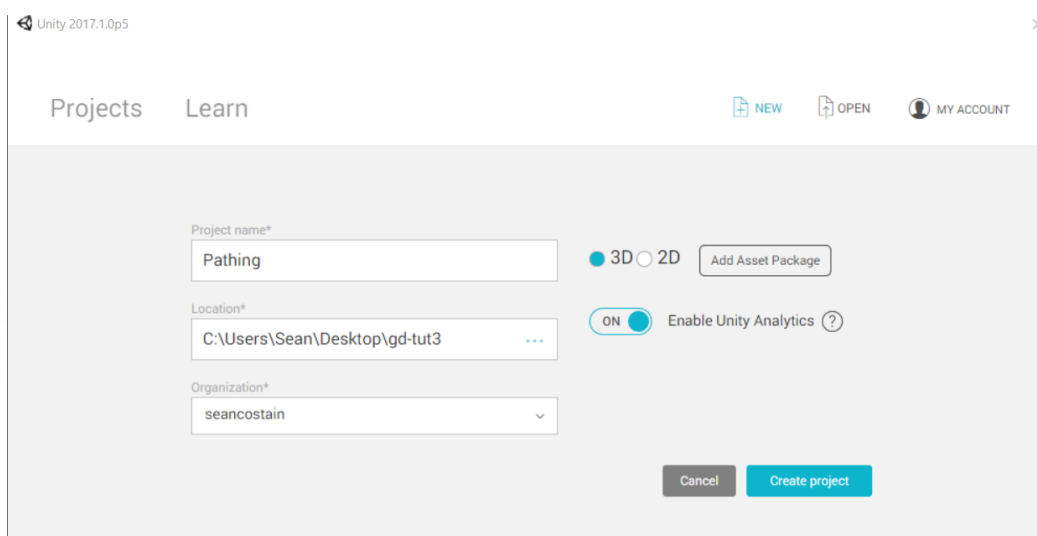 Unity 2017.1.0p5
Projects Learn NEW OPEN MY ACCOUNT
Project name*
Pathing
3D 2D Add Asset Package
Location*
C:\Users\Sean\Desktop\gd-tut3 ...
ON Enable Unity Analytics ?
Organization*
seancostain
Cancel Create project